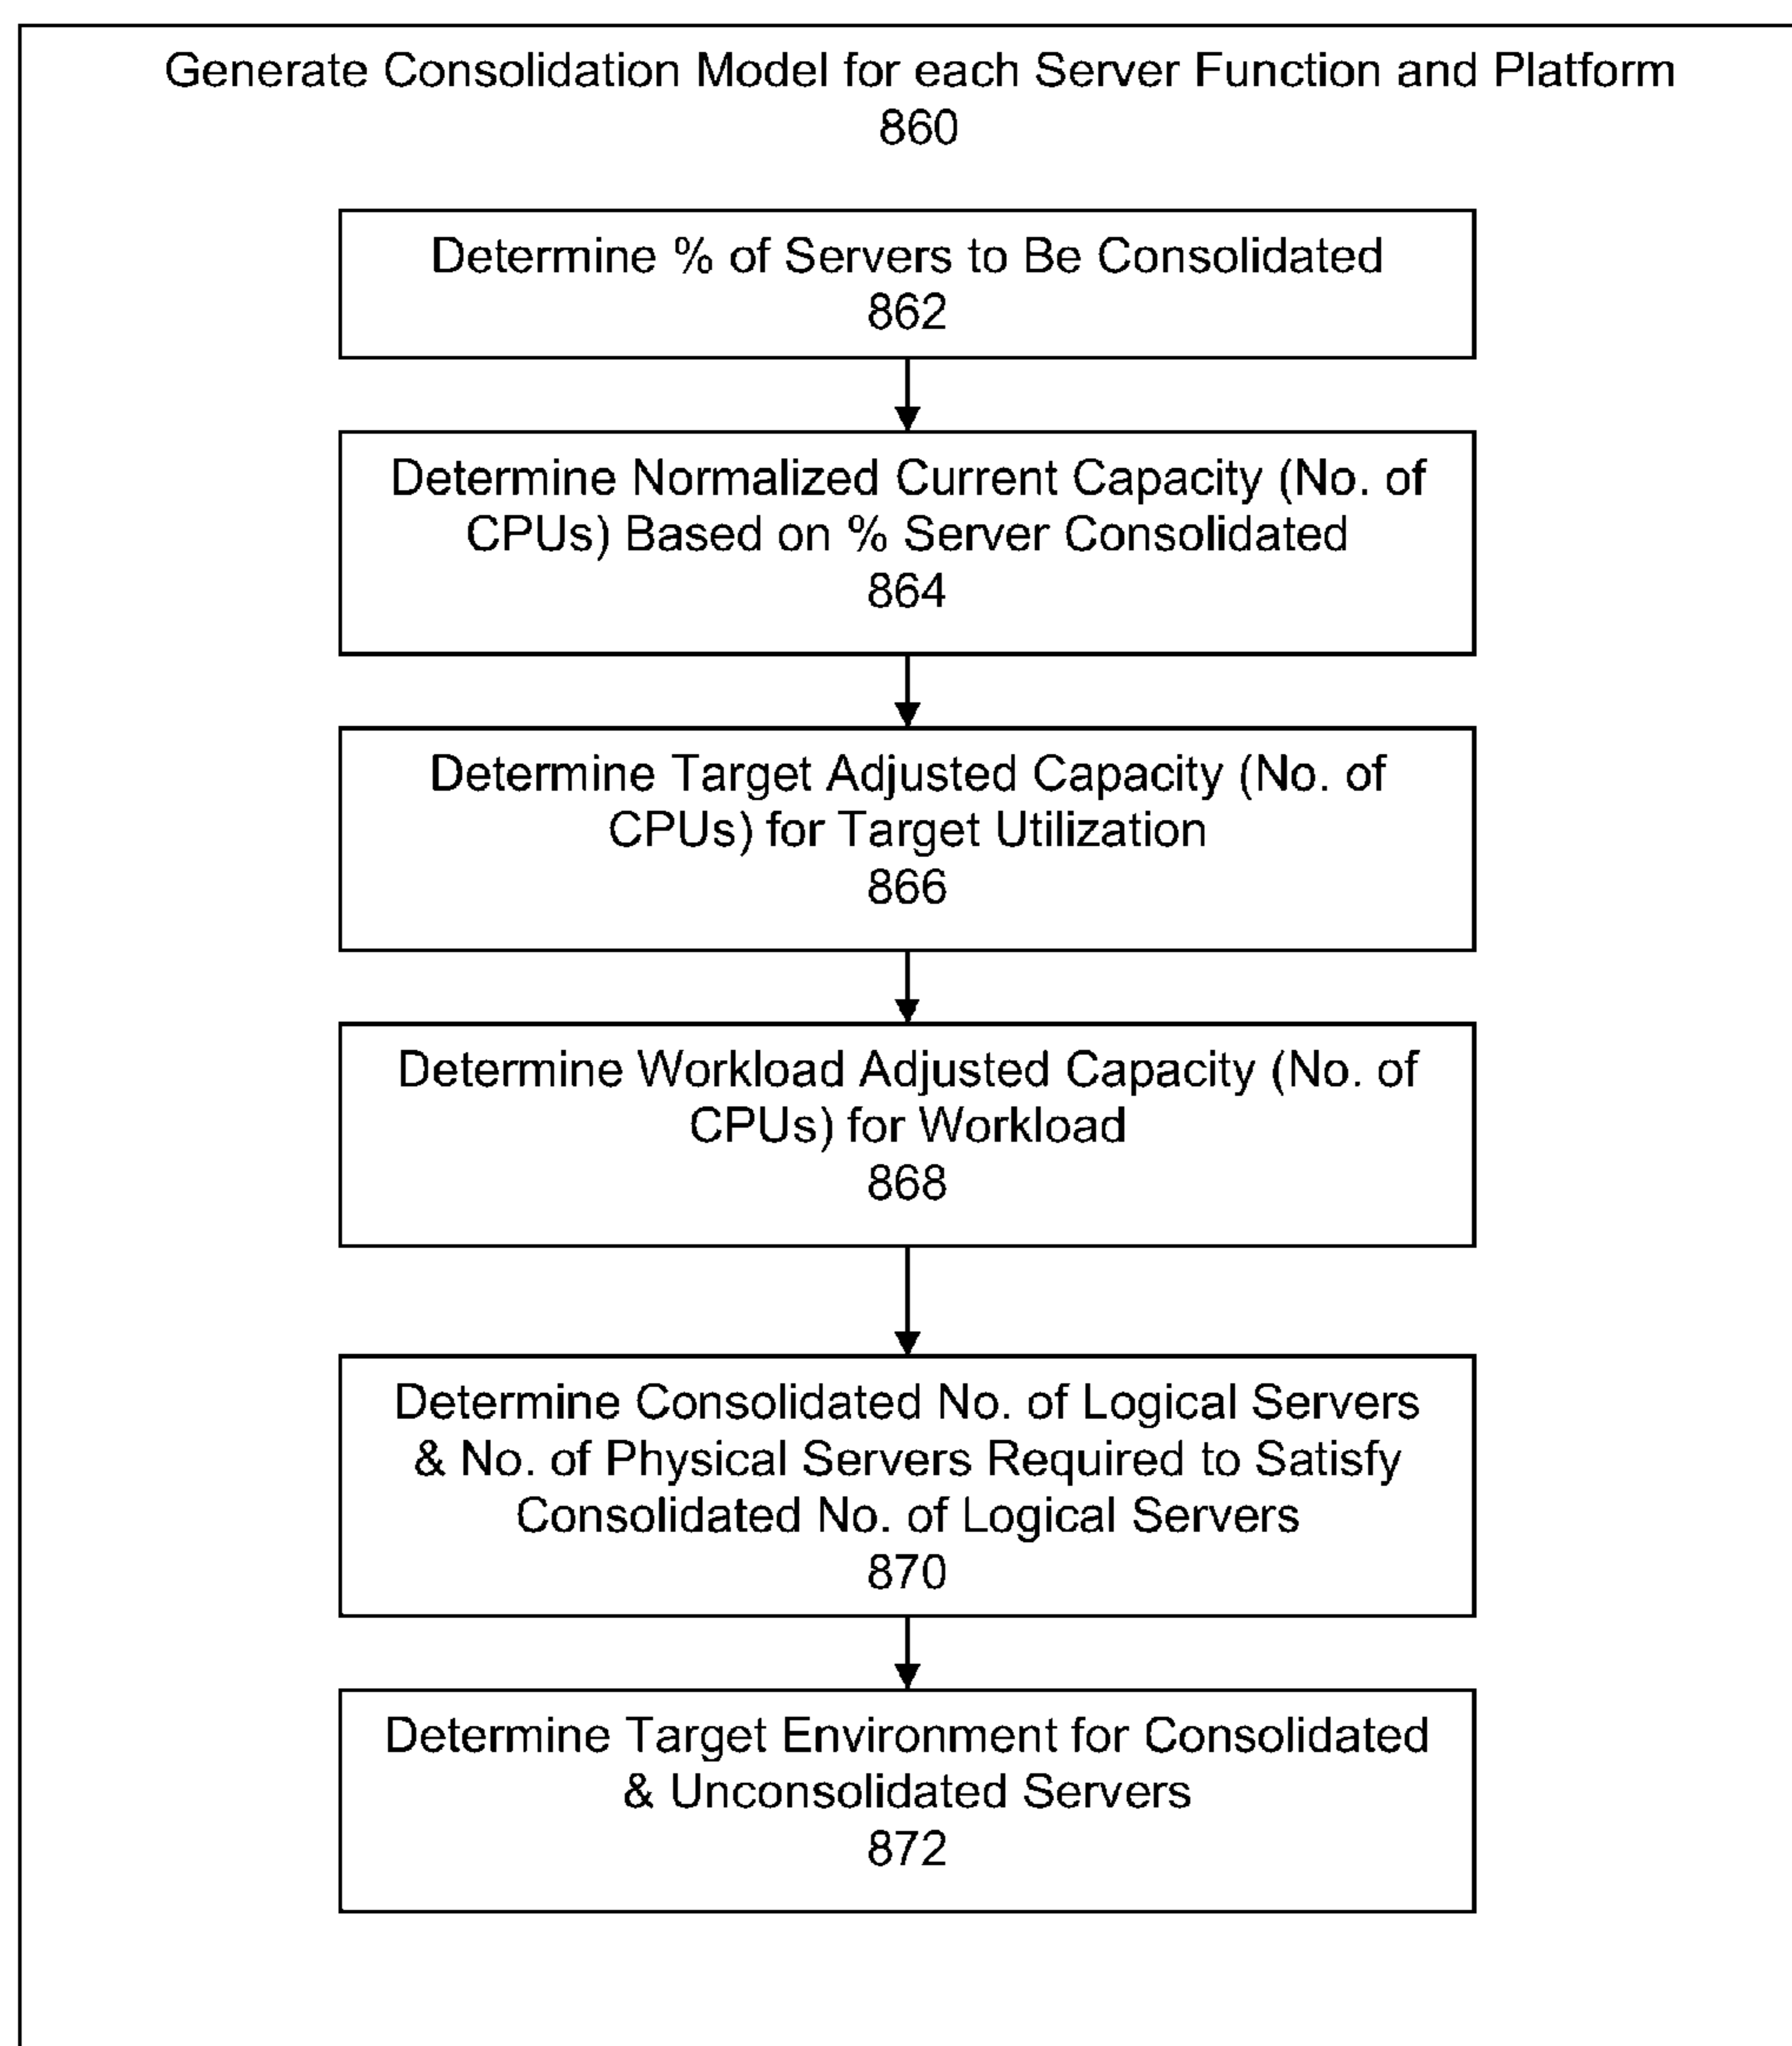 Generate Consolidation Model for each Server Function and Platform
860
Determine % of Servers to Be Consolidated
862
Determine Normalized Current Capacity (No. of
CPUs) Based on % Server Consolidated
864
Determine Target Adjusted Capacity (No. of
CPUs) for Target Utilization
866
Determine Workload Adjusted Capacity (No. of
CPUs) for Workload
868
Determine Consolidated No. of Logical Servers
& No. of Physical Servers Required to Satisfy
Consolidated No. of Logical Servers
870
Determine Target Environment for Consolidated
& Unconsolidated Servers
872